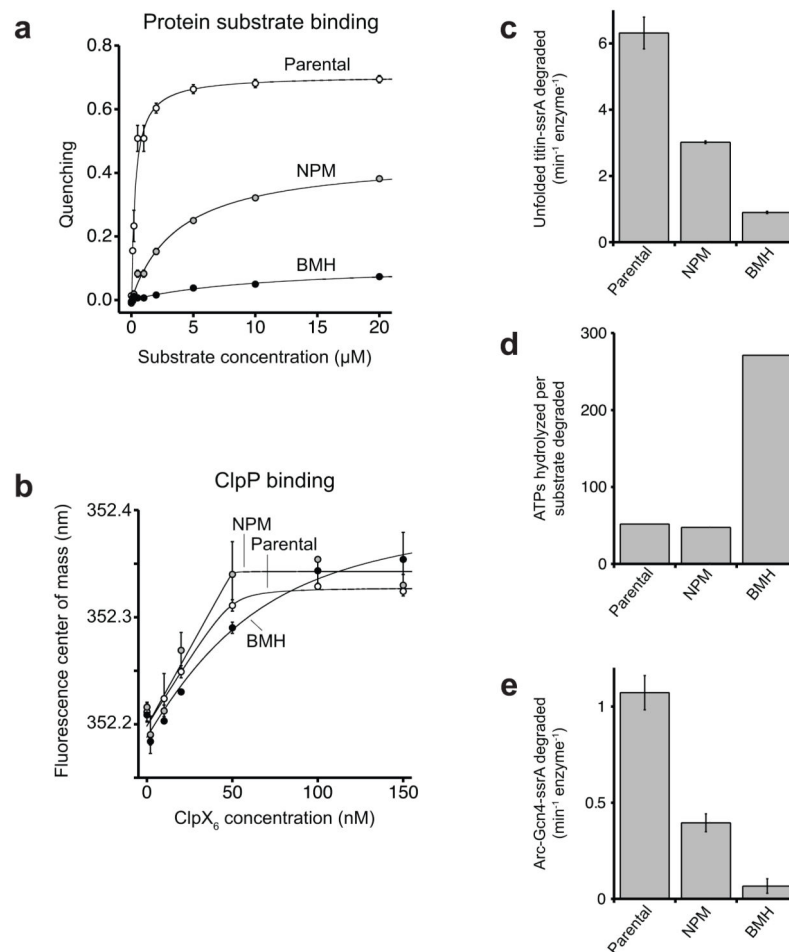 a
Protein substrate binding
Quenching
0.8
0.6
0.4
0.2
0.0
Parental
NPM
BMH
0
5
10
15
20
Substrate concentration (µM)
b
ClpP binding
Fluorescence center of mass (nm)
352.4
352.3
352.2
NPM
Parental
BMH
0
50
100
150
ClpX₆ concentration (nM)
c
Unfolded titin-ssrA degraded
(min⁻¹ enzyme⁻¹)
6
4
2
0
Parental
NPM
BMH
d
ATPs hydrolyzed per
substrate degraded
300
200
100
0
Parental
NPM
BMH
e
Arc-Gcn4-ssrA degraded
(min⁻¹ enzyme⁻¹)
1
0.5
0
Parental
NPM
BMH